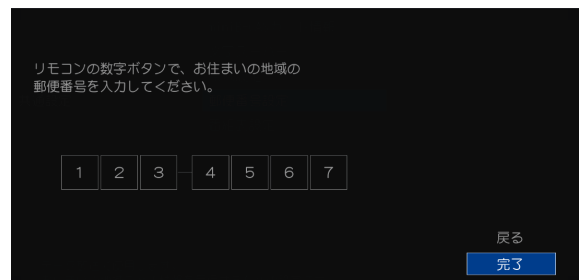 リモコンの数字ボタンで、お住まいの地域の
郵便番号を入力してください。
1 2 3 - 4 5 6 7
戻る
完了